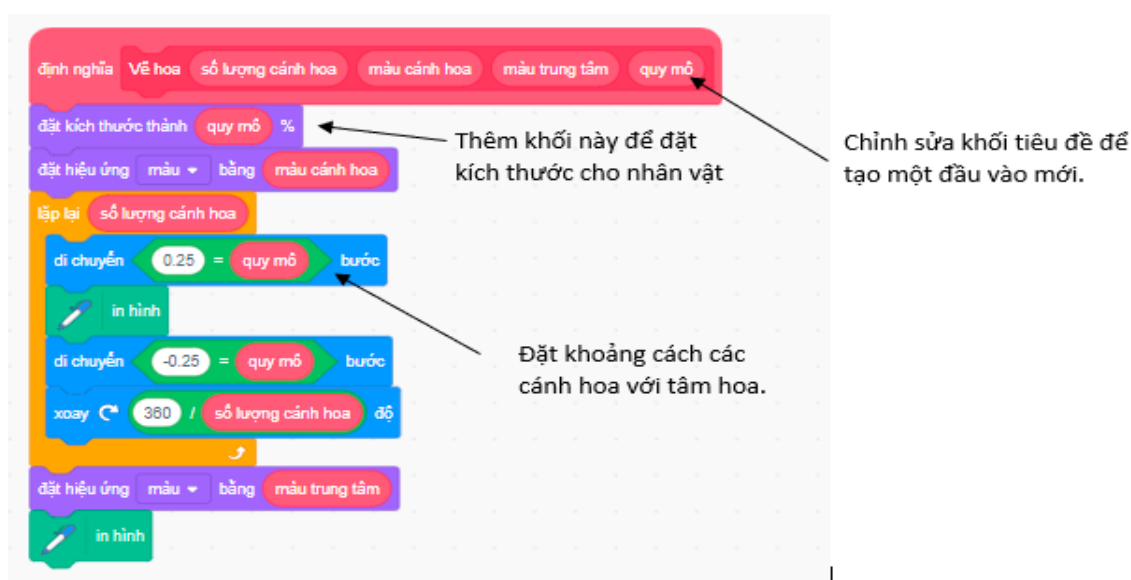 định nghĩa Vẽ hoa số lượng cánh hoa màu cánh hoa màu trung tâm quy mô
đặt kích thước thành quy mô %
đặt hiệu ứng màu bằng màu cánh hoa
lặp lại số lượng cánh hoa
di chuyển 0.25 = quy mô bước
in hình
di chuyển -0.25 = quy mô bước
xoay 360 / số lượng cánh hoa độ
đặt hiệu ứng màu bằng màu trung tâm
in hình
Thêm khối này để đặt
kích thước cho nhân vật
Chỉnh sửa khối tiêu đề để
tạo một đầu vào mới.
Đặt khoảng cách các
cánh hoa với tâm hoa.